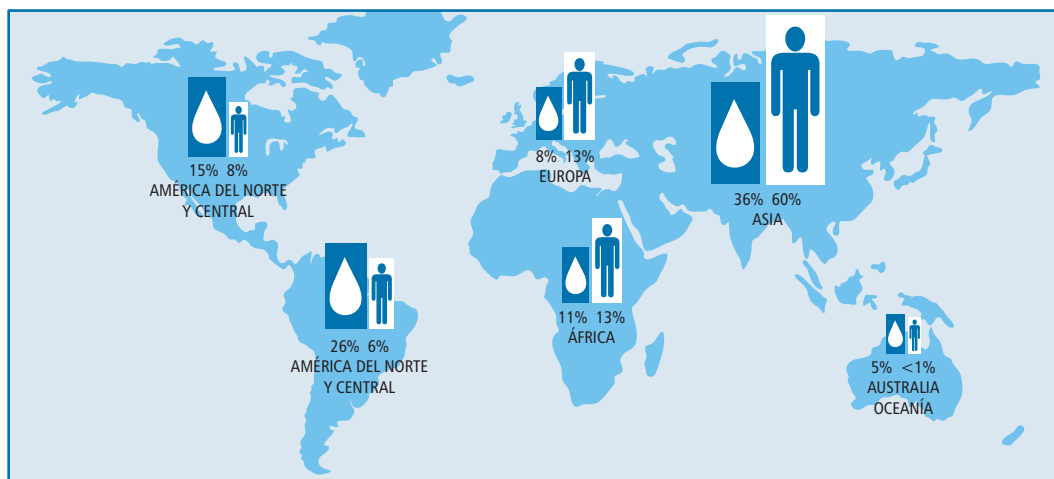 15% 8%
AMÉRICA DEL NORTE
Y CENTRAL
8% 13%
EUROPA
36% 60%
ASIA
26% 6%
AMÉRICA DEL NORTE
Y CENTRAL
11% 13%
ÁFRICA
5% <1%
AUSTRALIA
OCEANÍA